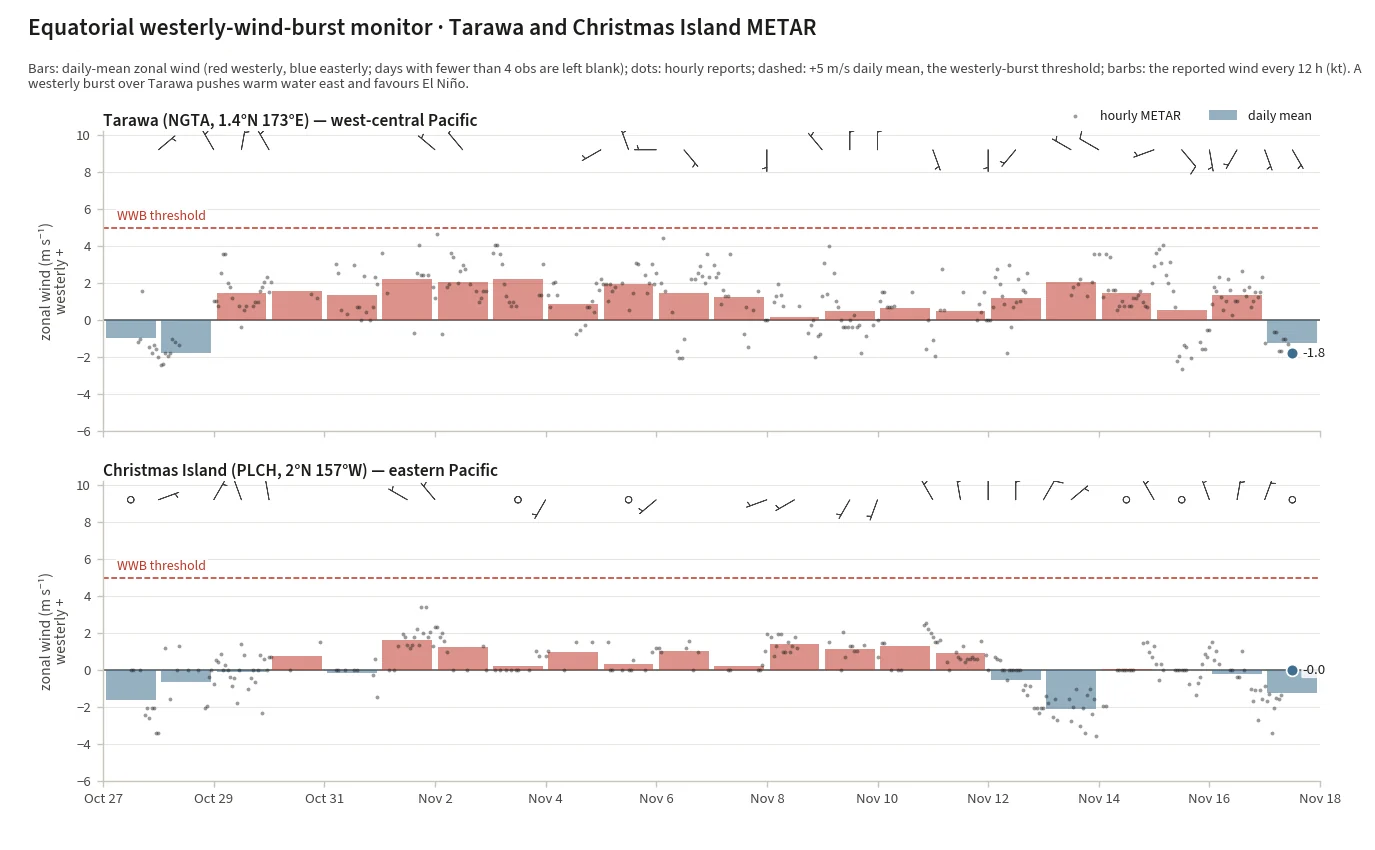 Equatorial westerly-wind-burst monitor · Tarawa and Christmas Island METAR
Bars: daily-mean zonal wind (red westerly, blue easterly; days with fewer than 4 obs are left blank); dots: hourly reports; dashed: +5 m/s daily mean, the westerly-burst threshold; barbs: the reported wind every 12 h (kt). A
westerly burst over Tarawa pushes warm water east and favours El Niño.
Tarawa (NGTA, 1.4°N 173°E) — west-central Pacific
hourly METAR
daily mean
10
8
6
4
2
0
−2
−4
−6
zonal wind (m s⁻¹)
westerly +
WWB threshold
-1.8
Christmas Island (PLCH, 2°N 157°W) — eastern Pacific
10
8
6
4
2
0
−2
−4
−6
zonal wind (m s⁻¹)
westerly +
WWB threshold
-0.0
Oct 27
Oct 29
Oct 31
Nov 2
Nov 4
Nov 6
Nov 8
Nov 10
Nov 12
Nov 14
Nov 16
Nov 18